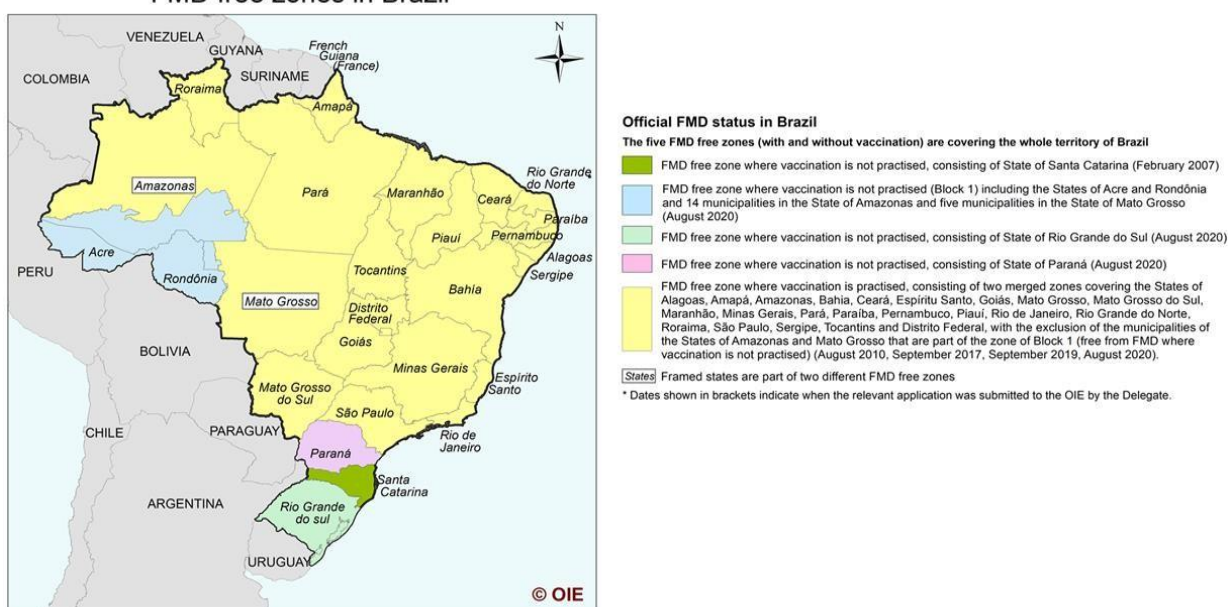 FMD free zones in Brazil
N
VENEZUELA
GUYANA
French
Guiana
(France)
SURINAME
COLOMBIA
Roraima
Amapá
Rio Grande
do Norte
Amazonas
Pará
Maranhão
Ceará
Paraíba
Piauí
Pernambuco
Acre
Alagoas
PERU
Rondônia
Tocantins
Sergipe
Bahia
Mato Grosso
Distrito
Federal
BOLIVIA
Goiás
Minas Gerais
Espírito
Santo
Mato Grosso
do Sul
São Paulo
CHILE
PARAGUAY
Rio de
Janeiro
Paraná
Santa
Catarina
ARGENTINA
Rio Grande
do sul
URUGUAY
© OIE
Official FMD status in Brazil
The five FMD free zones (with and without vaccination) are covering the whole territory of Brazil
FMD free zone where vaccination is not practised, consisting of State of Santa Catarina (February 2007)
FMD free zone where vaccination is not practised (Block 1) including the States of Acre and Rondônia
and 14 municipalities in the State of Amazonas and five municipalities in the State of Mato Grosso
(August 2020)
FMD free zone where vaccination is not practised, consisting of State of Rio Grande do Sul (August 2020)
FMD free zone where vaccination is not practised, consisting of State of Paraná (August 2020)
FMD free zone where vaccination is practised, consisting of two merged zones covering the States of
Alagoas, Amapá, Amazonas, Bahia, Ceará, Espíritu Santo, Goiás, Mato Grosso, Mato Grosso do Sul,
Maranhão, Minas Gerais, Pará, Paraíba, Pernambuco, Piauí, Rio de Janeiro, Rio Grande do Norte,
Roraima, São Paulo, Sergipe, Tocantins and Distrito Federal, with the exclusion of the municipalities of
the States of Amazonas and Mato Grosso that are part of the zone of Block 1 (free from FMD where
vaccination is not practised) (August 2010, September 2017, September 2019, August 2020).
States Framed states are part of two different FMD free zones
* Dates shown in brackets indicate when the relevant application was submitted to the OIE by the Delegate.